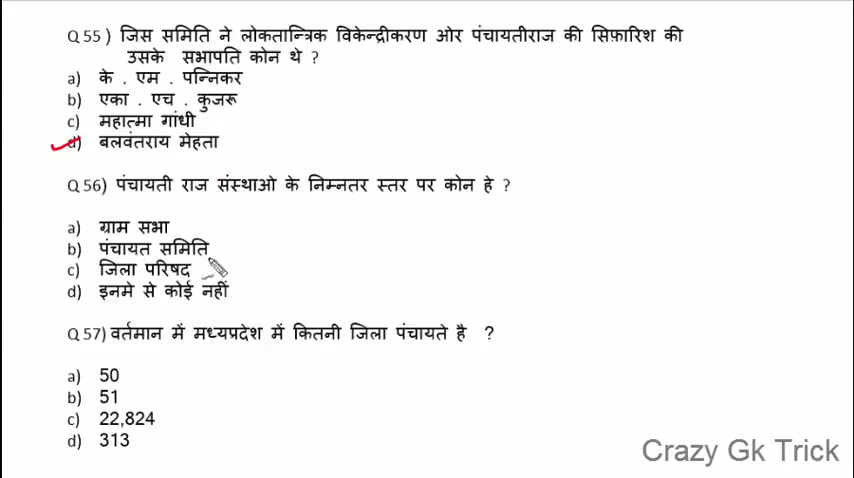 Q 55 ) जिस समिति ने लोकतान्त्रिक विकेन्द्रीकरण ओर पंचायतीराज की सिफ़ारिश की
उसके सभापति कोन थे ?
a) के . एम . पन्निकर
b) एका . एच . कुजरू
c) महात्मा गांधी
d) बलवंतराय मेहता
Q 56) पंचायती राज संस्थाओ के निम्नतर स्तर पर कोन हे ?
a) ग्राम सभा
b) पंचायत समिति
c) जिला परिषद
d) इनमे से कोई नहीं
Q 57) वर्तमान में मध्यप्रदेश में कितनी जिला पंचायते है ?
a) 50
b) 51
c) 22,824
d) 313
Crazy Gk Trick